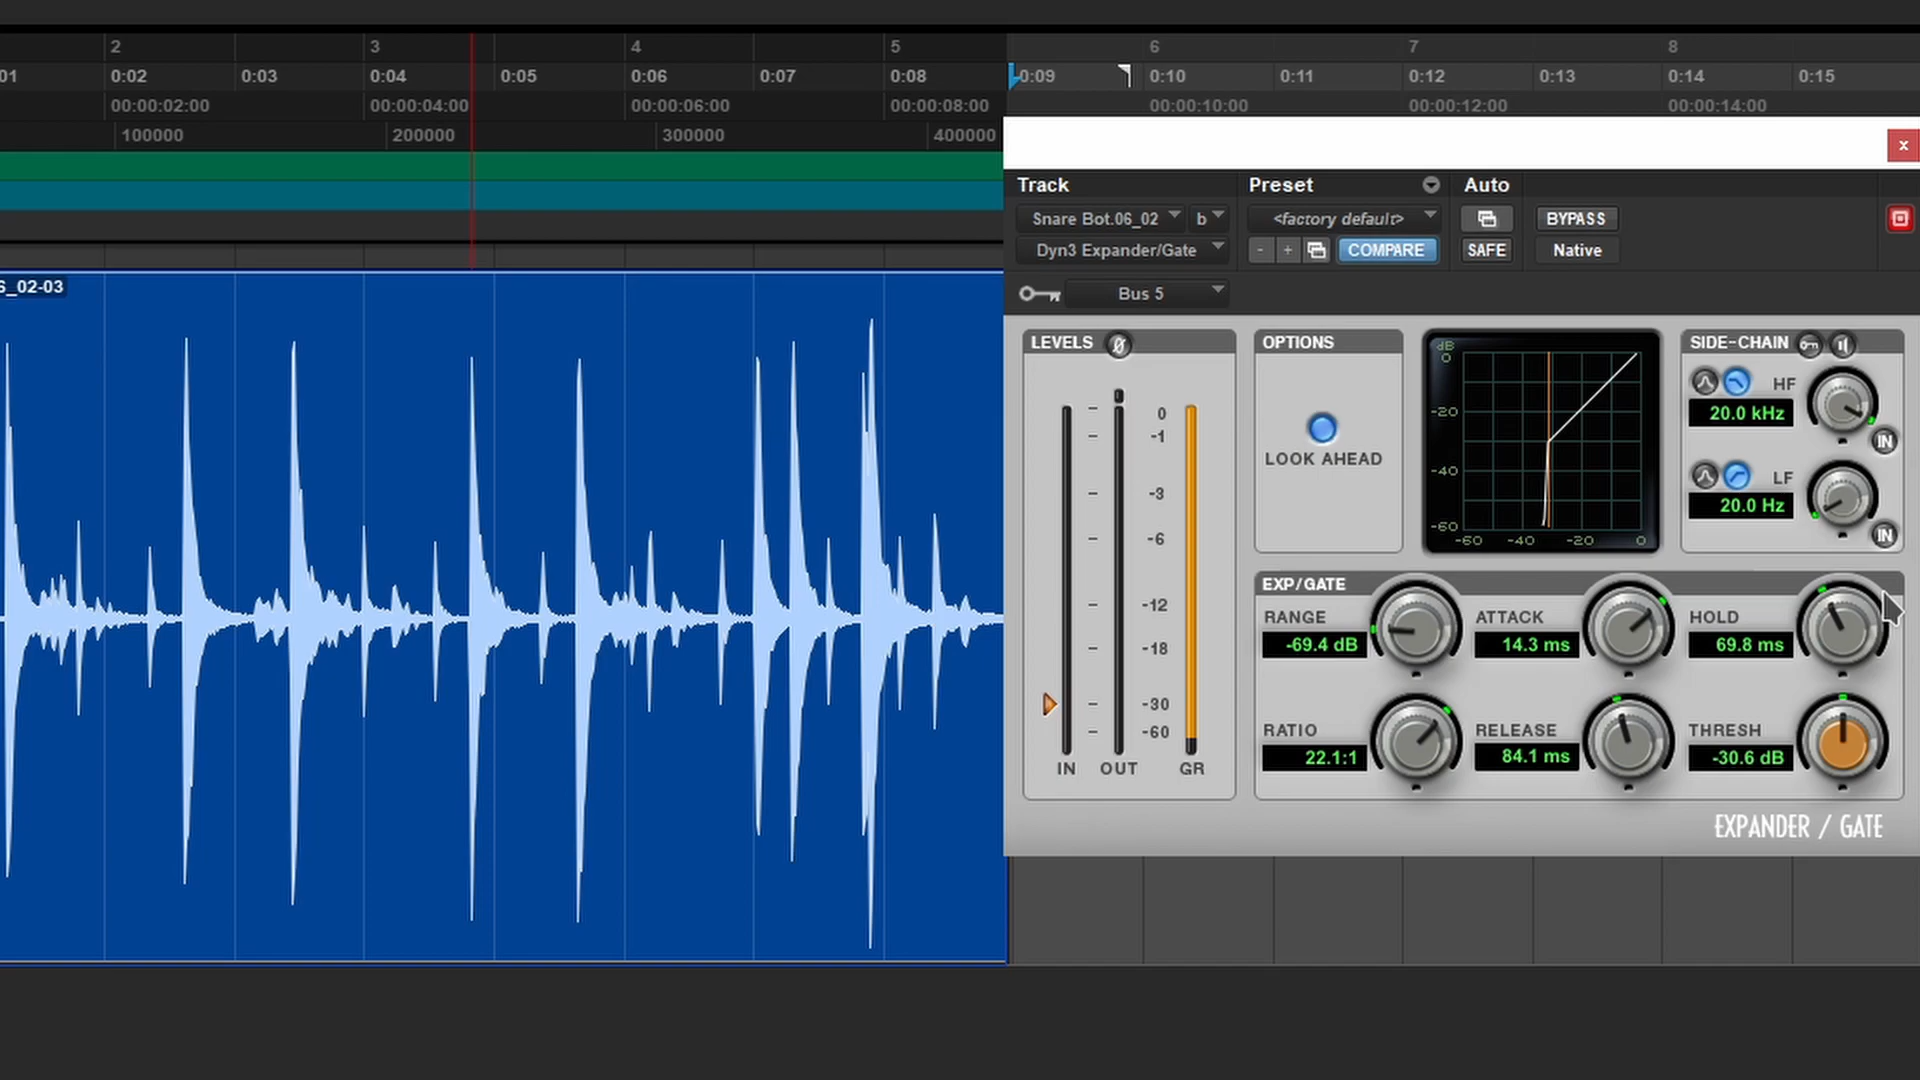 2 3 4 5 6 7 8
01 0:02 0:03 0:04 0:05 0:06 0:07 0:08 0:09 0:10 0:11 0:12 0:13 0:14 0:15
00:00:02:00 00:00:04:00 00:00:06:00 00:00:08:00 00:00:10:00 00:00:12:00 00:00:14:00
100000 200000 300000 400000
x
Track Preset Auto
Snare Bot.06_02 b <factory default> BYPASS
Dyn3 Expander/Gate - + COMPARE SAFE Native
6_02-03
Bus 5
LEVELS Ø OPTIONS SIDE-CHAIN
dB
0
-20
-40
-60
-60 -40 -20 0
HF
20.0 kHz
IN
LF
20.0 Hz
IN
LOOK AHEAD
0
-1
-3
-6
-12
-18
-30
-60
IN OUT GR
EXP/GATE
RANGE ATTACK HOLD
-69.4 dB 14.3 ms 69.8 ms
RATIO RELEASE THRESH
22.1:1 84.1 ms -30.6 dB
EXPANDER / GATE